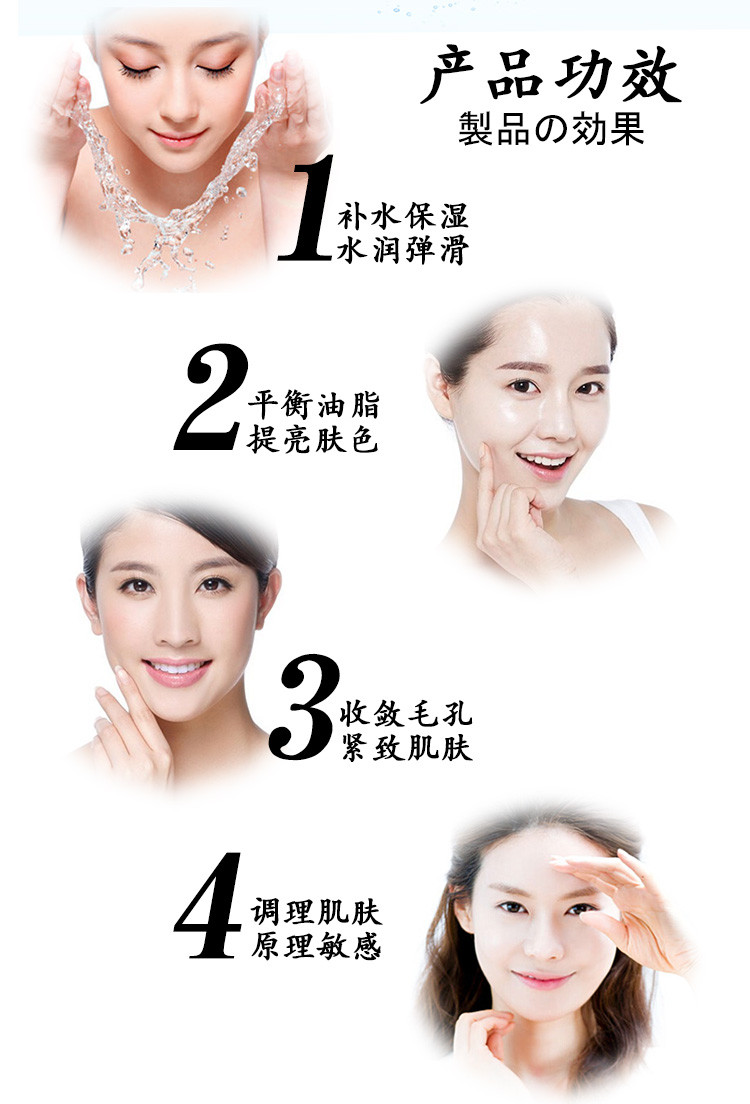 产品功效
製品の効果
1
补水保湿
水润弹滑
2
平衡油脂
提亮肤色
3
收敛毛孔
紧致肌肤
4
调理肌肤
原理敏感